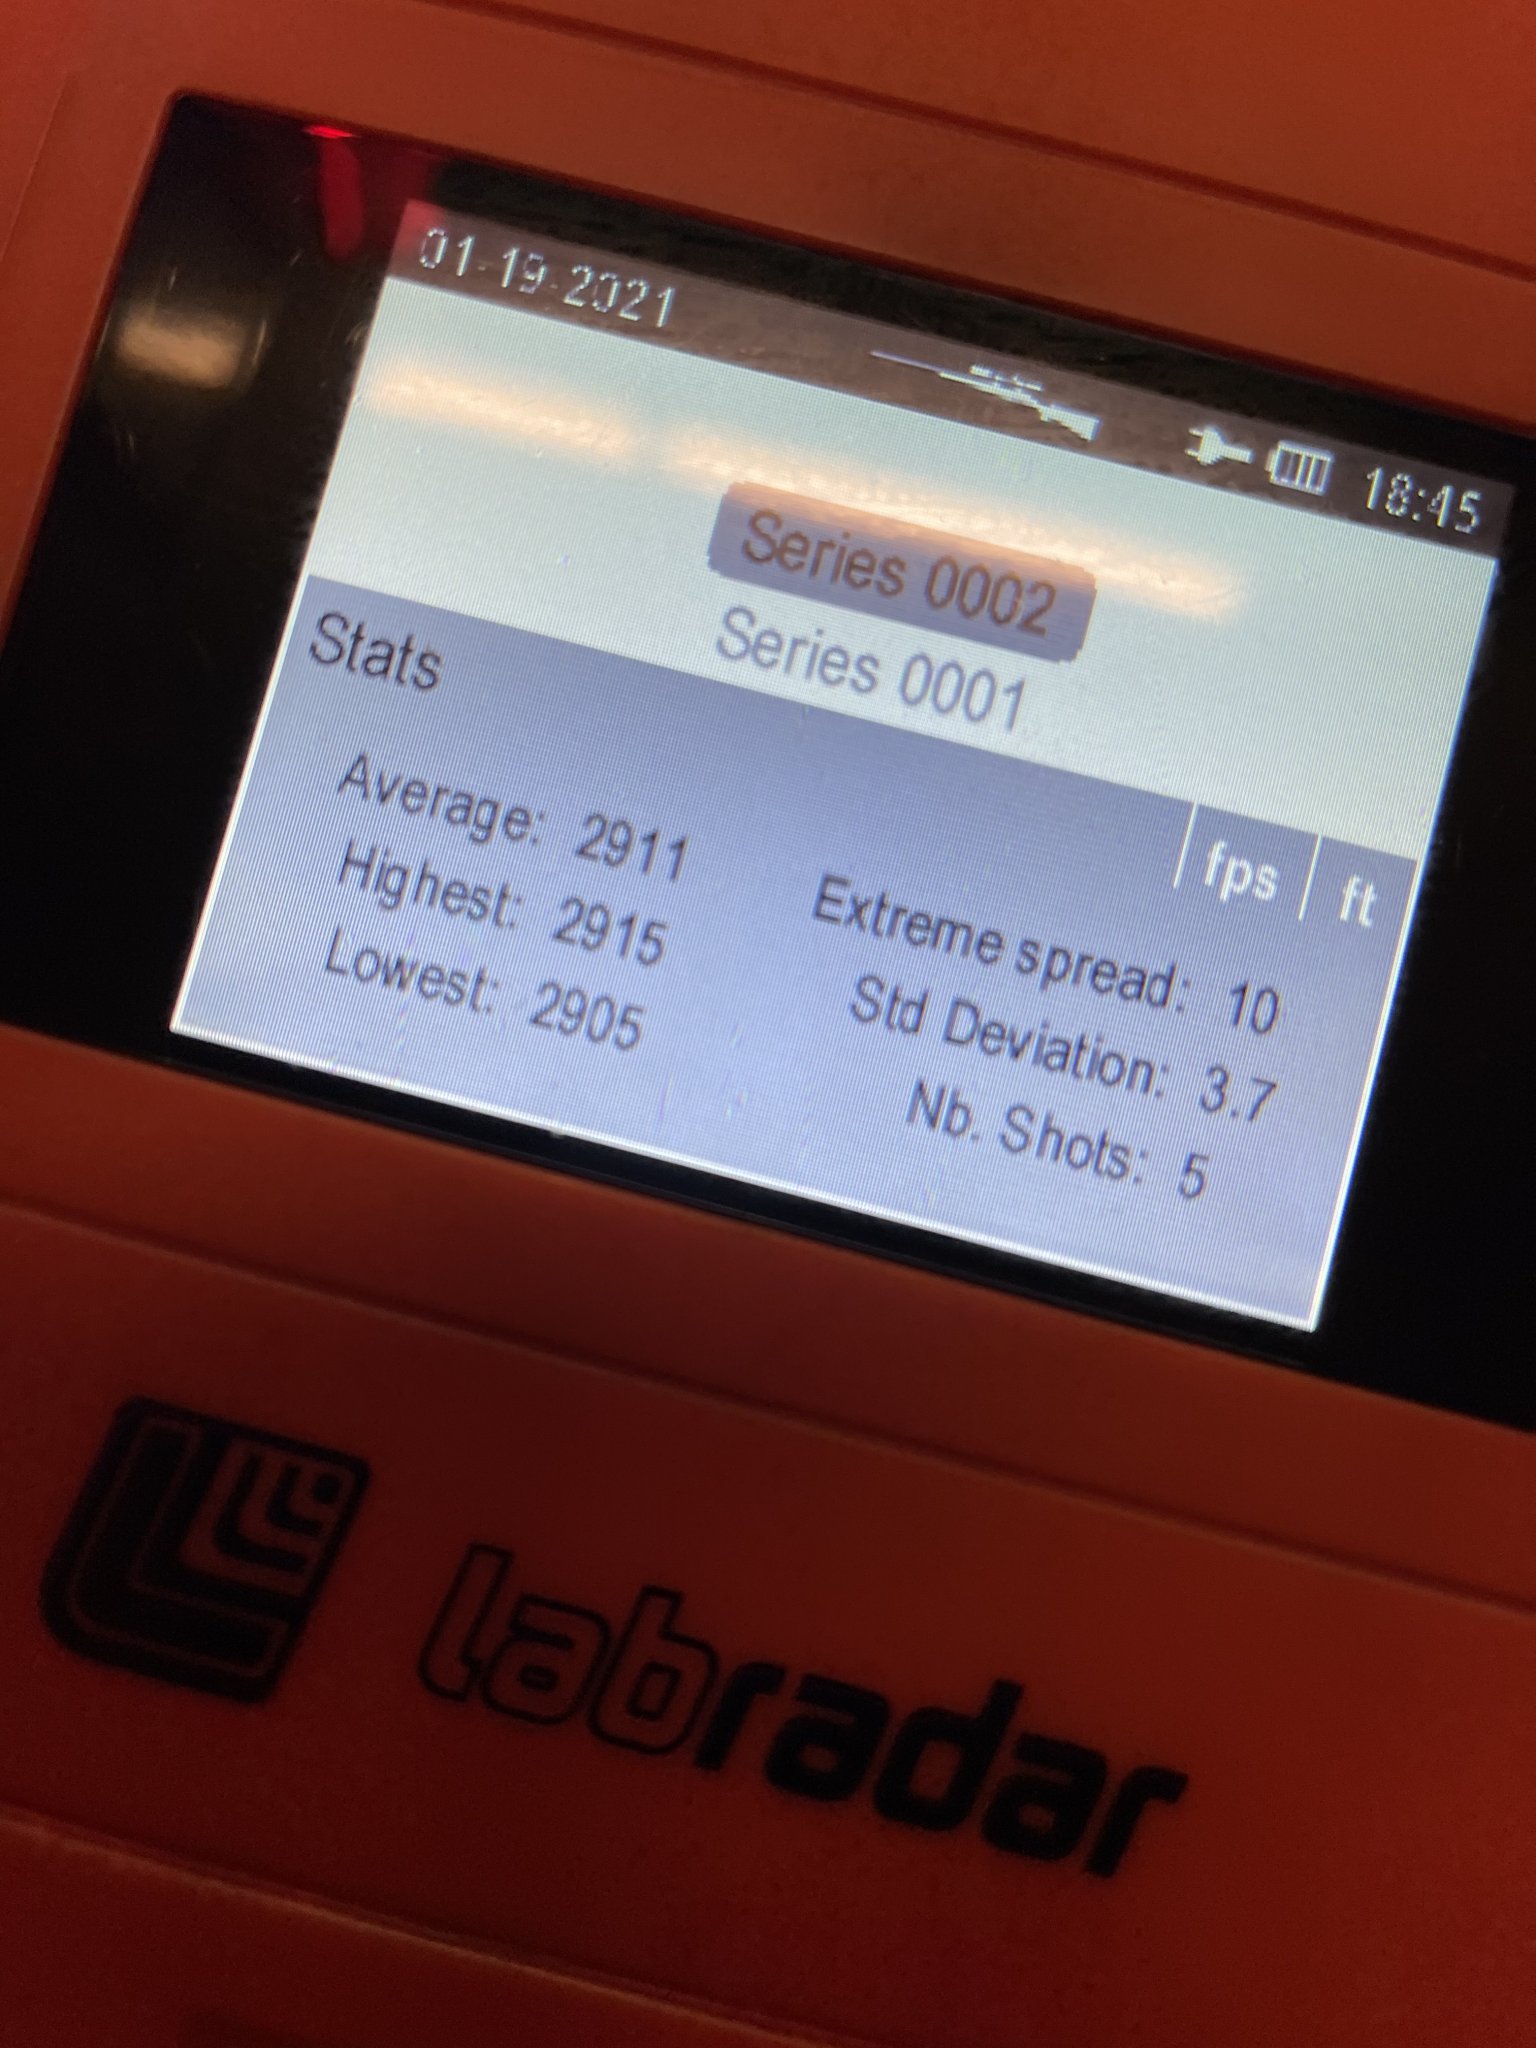 01-19-2021 18:45
Series 0002
Series 0001
Stats
fps ft
Average: 2911
Highest: 2915
Lowest: 2905
Extreme spread: 10
Std Deviation: 3.7
Nb. Shots: 5
labradar